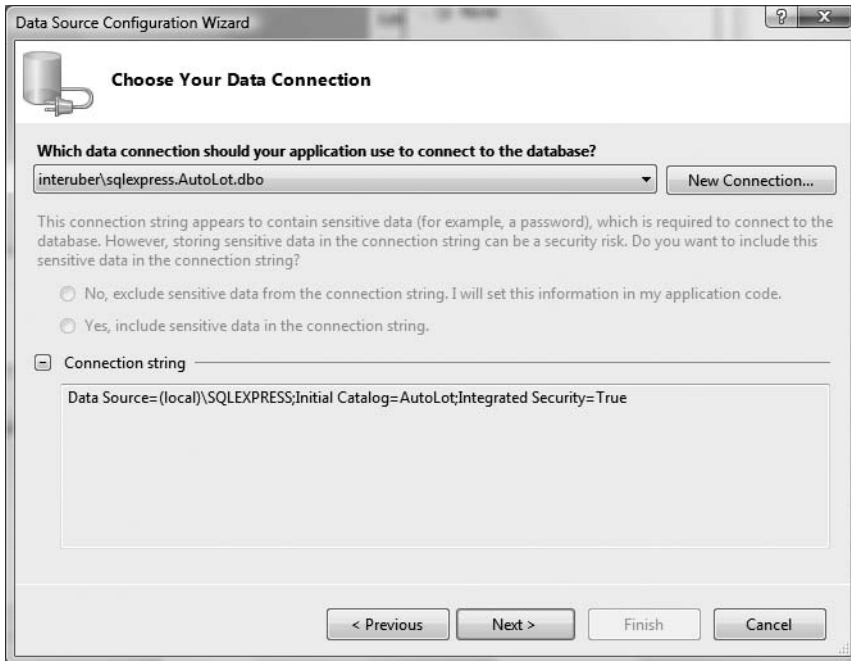 Data Source Configuration Wizard
Choose Your Data Connection
Which data connection should your application use to connect to the database?
interuber\sqlexpress.AutoLot.dbo
New Connection...
This connection string appears to contain sensitive data (for example, a password), which is required to connect to the
database. However, storing sensitive data in the connection string can be a security risk. Do you want to include this
sensitive data in the connection string?
No, exclude sensitive data from the connection string. I will set this information in my application code.
Yes, include sensitive data in the connection string.
Connection string
Data Source=(local)\SQLEXPRESS;Initial Catalog=AutoLot;Integrated Security=True
< Previous
Next >
Finish
Cancel